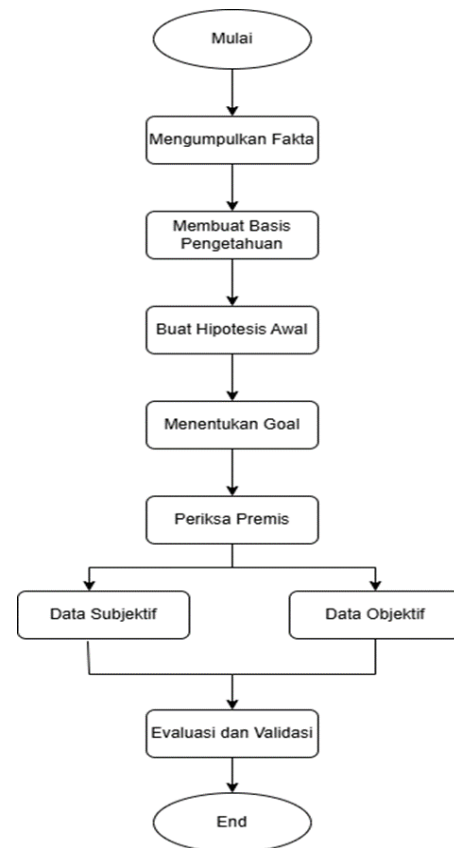 Mulai
Mengumpulkan Fakta
Membuat Basis
Pengetahuan
Buat Hipotesis Awal
Menentukan Goal
Periksa Premis
Data Subjektif
Data Objektif
Evaluasi dan Validasi
End